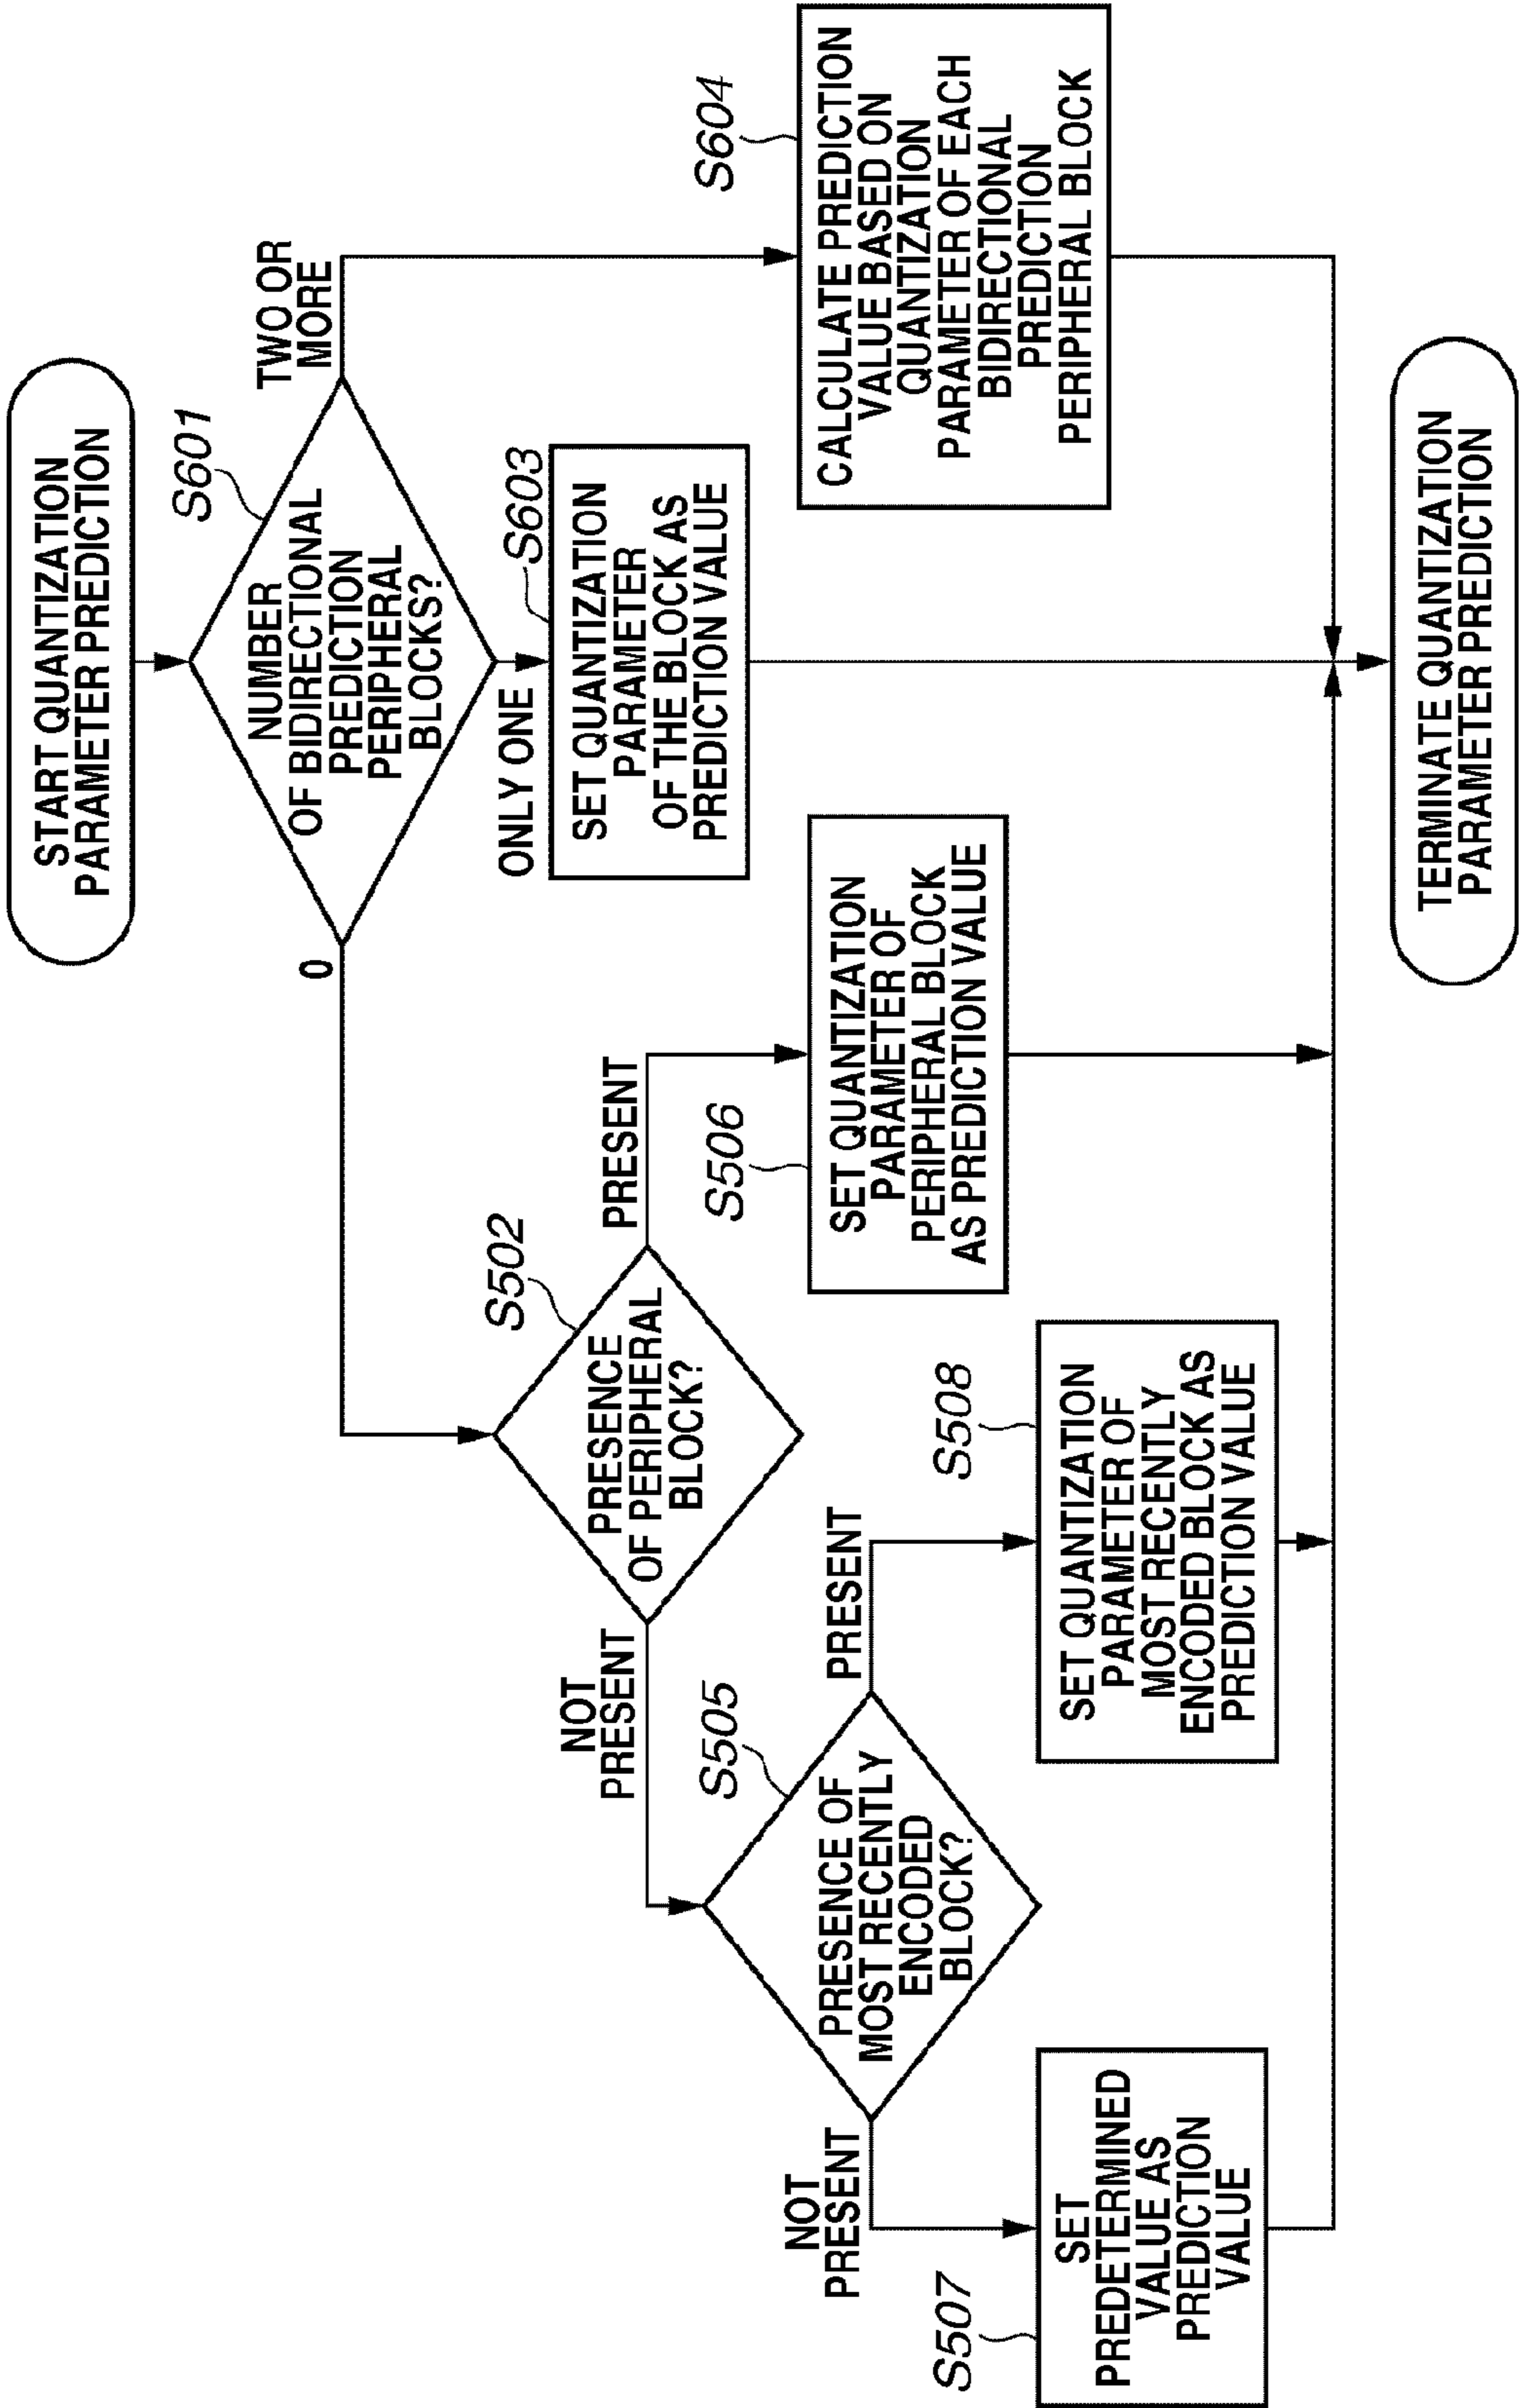 START QUANTIZATION
PARAMETER PREDICTION
S601
NUMBER
OF BIDIRECTIONAL
PREDICTION
PERIPHERAL
BLOCKS?
0
ONLY ONE
TWO OR
MORE
S502
PRESENCE
OF PERIPHERAL
BLOCK?
NOT
PRESENT
PRESENT
S603
SET QUANTIZATION
PARAMETER
OF THE BLOCK AS
PREDICTION VALUE
S604
CALCULATE PREDICTION
VALUE BASED ON
QUANTIZATION
PARAMETER OF EACH
BIDIRECTIONAL
PREDICTION
PERIPHERAL BLOCK
S505
PRESENCE OF
MOST RECENTLY
ENCODED
BLOCK?
NOT
PRESENT
PRESENT
S506
SET QUANTIZATION
PARAMETER OF
PERIPHERAL BLOCK
AS PREDICTION VALUE
S507
SET
PREDETERMINED
VALUE AS
PREDICTION
VALUE
S508
SET QUANTIZATION
PARAMETER OF
MOST RECENTLY
ENCODED BLOCK AS
PREDICTION VALUE
TERMINATE QUANTIZATION
PARAMETER PREDICTION